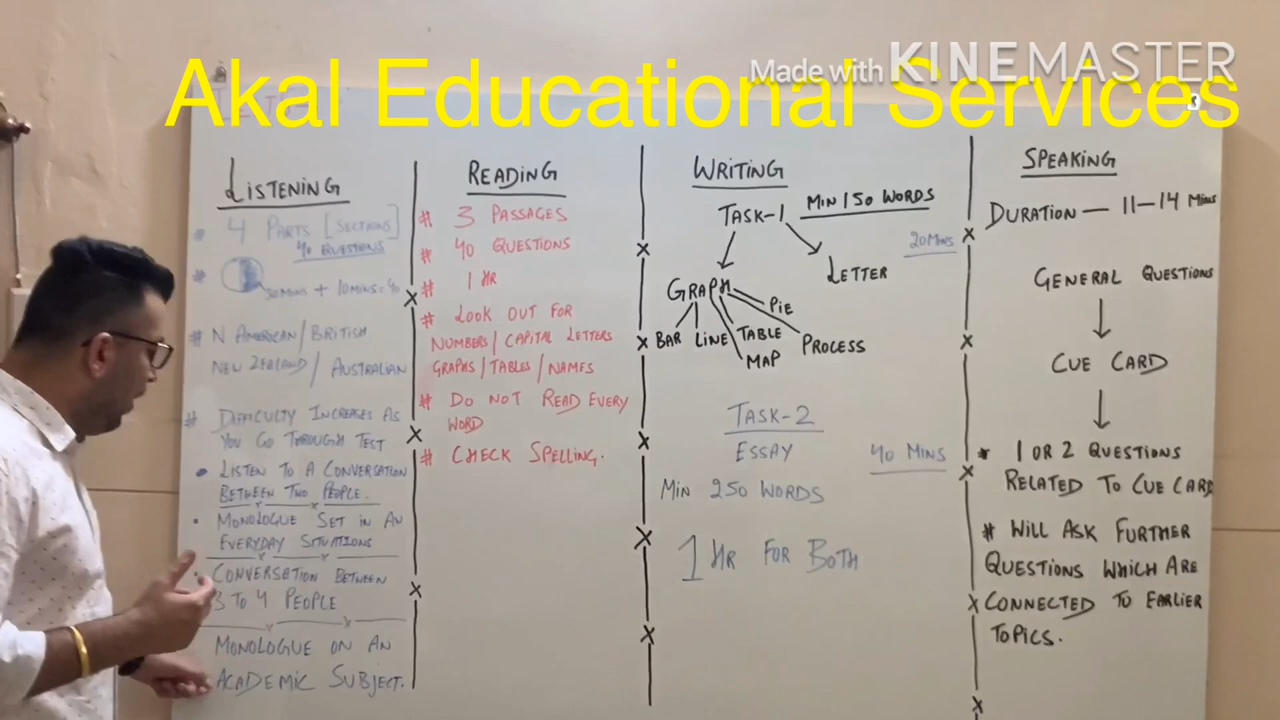 Akal Educational Services
Made with KINEMASTER
LISTENING
# 4 PARTS [SECTIONS]
40 QUESTIONS
# 30MINS + 10MINS = 40
# N AMERICAN / BRITISH
NEW ZEALAND / AUSTRALIAN
# DIFFICULTY INCREASES AS
YOU GO THROUGH TEST
• LISTEN TO A CONVERSATION
BETWEEN TWO PEOPLE.
• MONOLOGUE SET IN AN
EVERYDAY SITUATIONS
• CONVERSATION BETWEEN
3 TO 4 PEOPLE
MONOLOGUE ON AN
ACADEMIC SUBJECT.
READING
# 3 PASSAGES
# 40 QUESTIONS
# 1 HR
# LOOK OUT FOR
NUMBERS / CAPITAL LETTERS
GRAPHS / TABLES / NAMES
# DO NOT READ EVERY
WORD
# CHECK SPELLING.
WRITING
TASK-1 MIN 150 WORDS
20 MINS
GRAPH LETTER
BAR LINE TABLE PIE
MAP PROCESS
TASK-2
ESSAY 40 MINS
MIN 250 WORDS
1 HR FOR BOTH
SPEAKING
DURATION — 11-14 MINS
GENERAL QUESTIONS
CUE CARD
* 1 OR 2 QUESTIONS
RELATED TO CUE CARD
# WILL ASK FURTHER
QUESTIONS WHICH ARE
CONNECTED TO EARLIER
TOPICS.